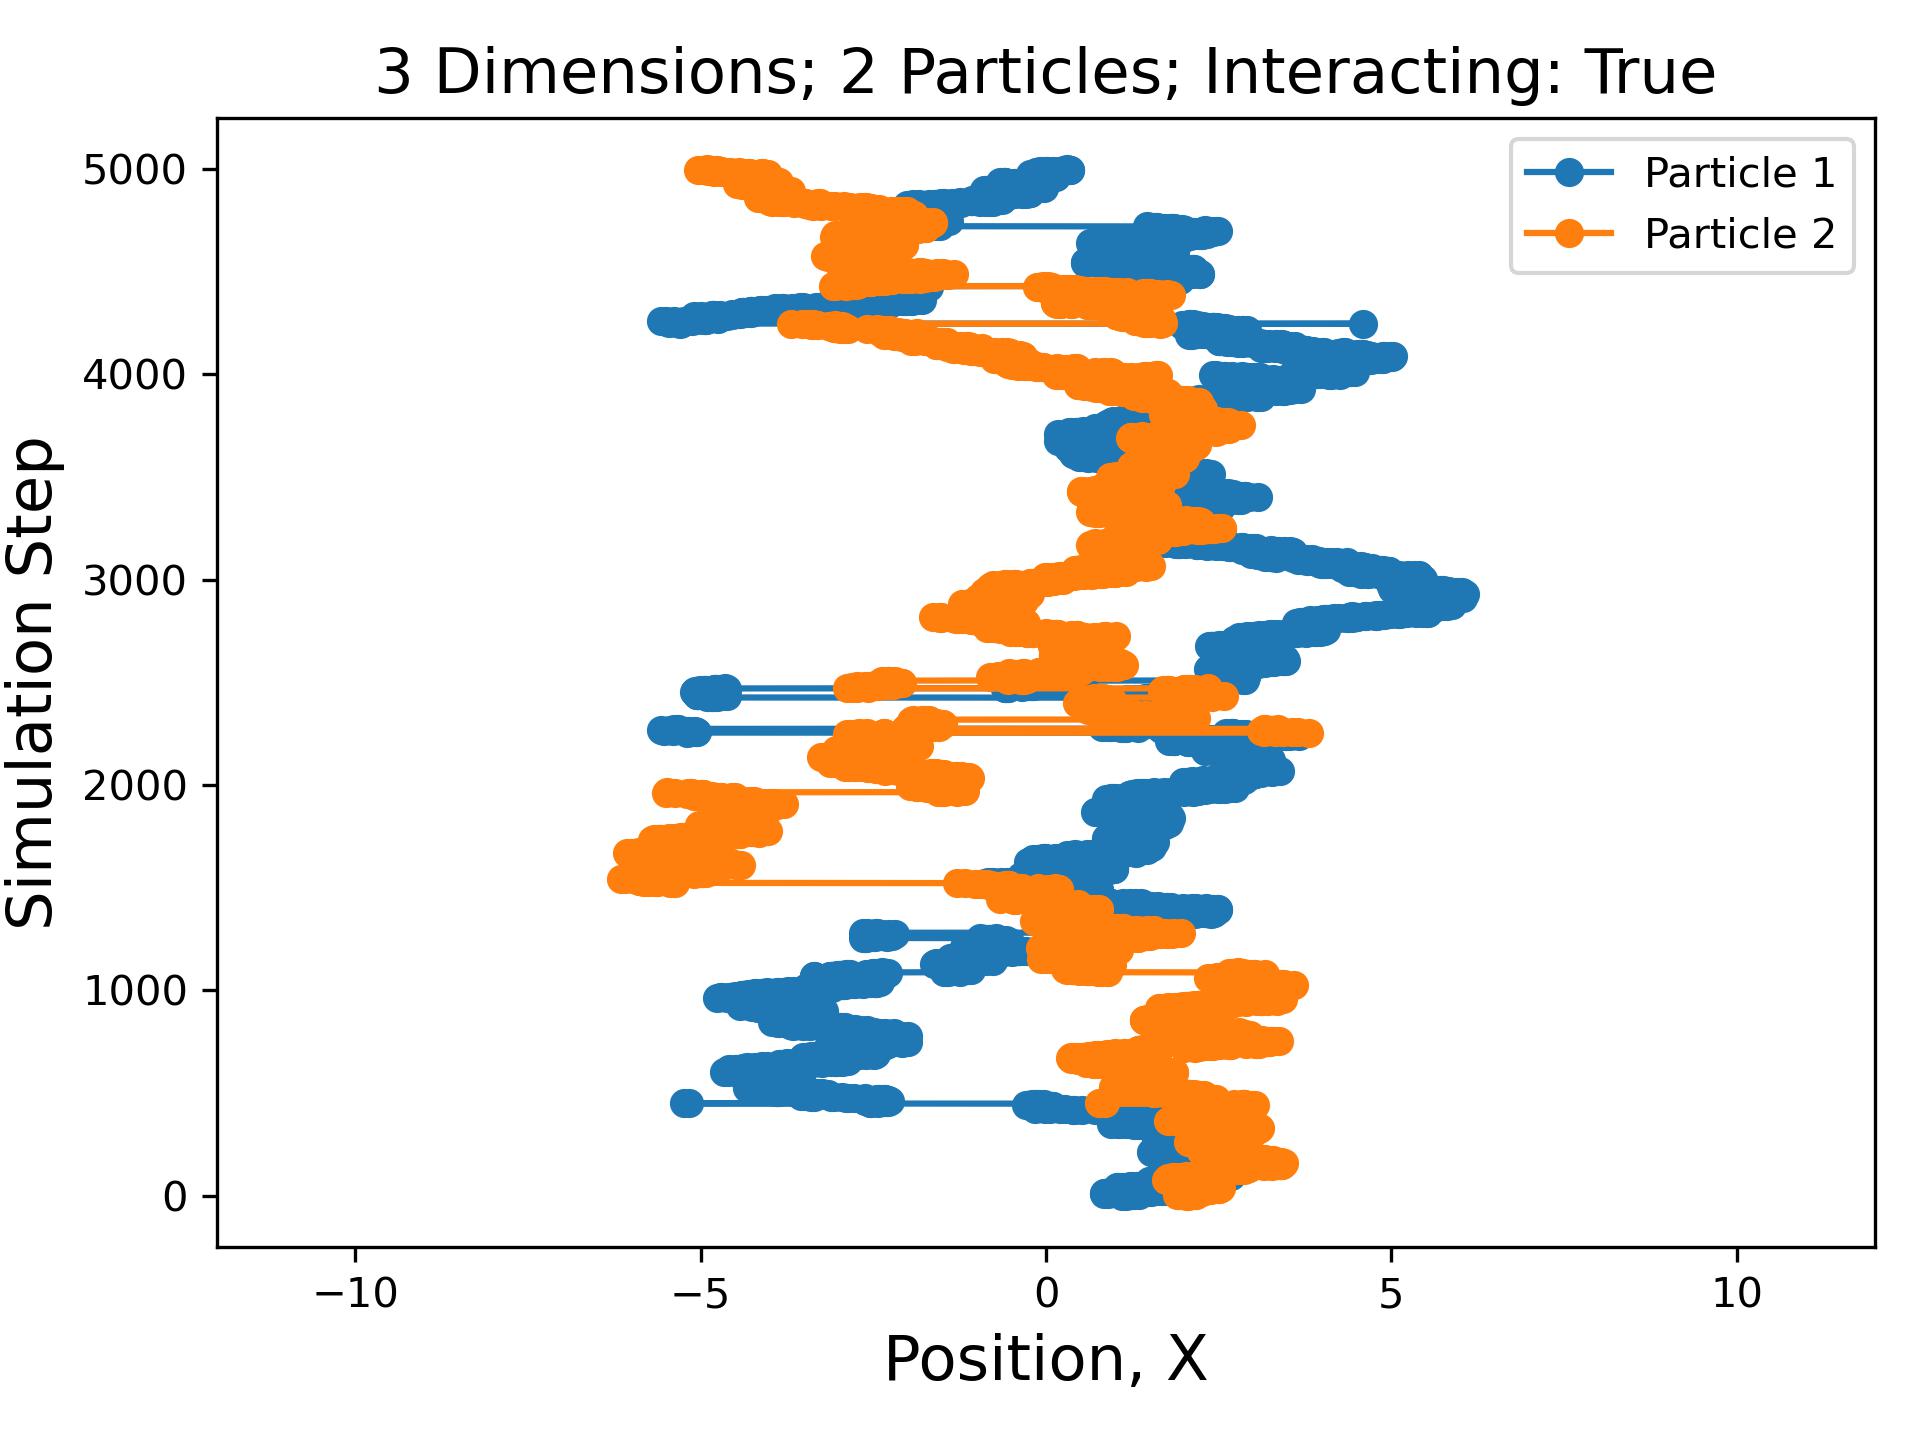 3 Dimensions; 2 Particles; Interacting: True
Particle 1
Particle 2
Simulation Step
5000
4000
3000
2000
1000
0
−10
−5
0
5
10
Position, X